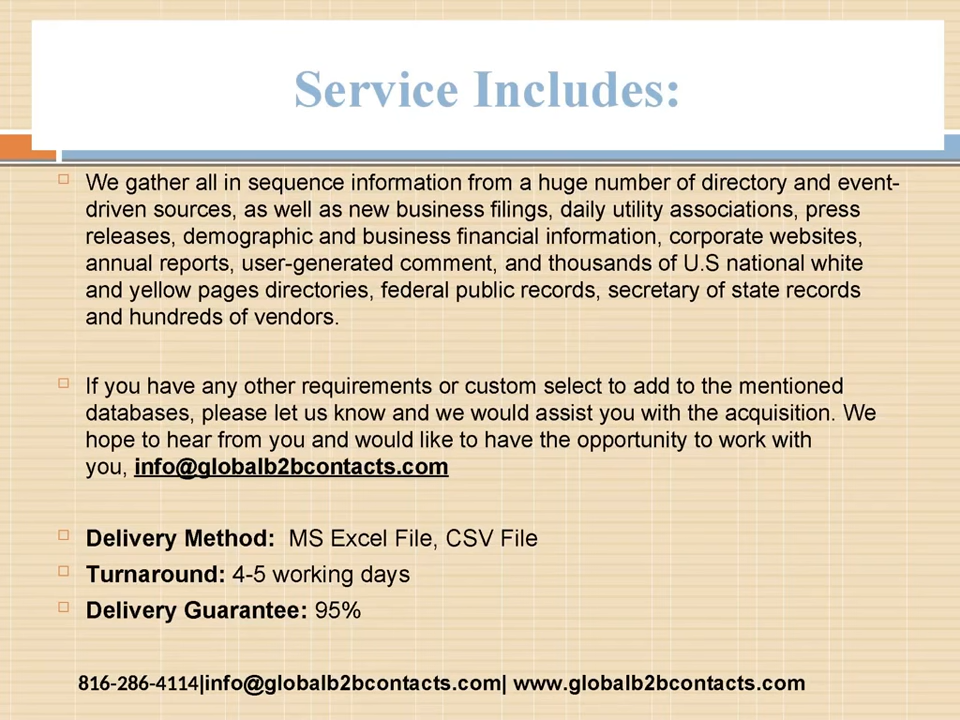 Service Includes:
We gather all in sequence information from a huge number of directory and event-
driven sources, as well as new business filings, daily utility associations, press
releases, demographic and business financial information, corporate websites,
annual reports, user-generated comment, and thousands of U.S national white
and yellow pages directories, federal public records, secretary of state records
and hundreds of vendors.
If you have any other requirements or custom select to add to the mentioned
databases, please let us know and we would assist you with the acquisition. We
hope to hear from you and would like to have the opportunity to work with
you, info@globalb2bcontacts.com
Delivery Method:  MS Excel File, CSV File
Turnaround: 4-5 working days
Delivery Guarantee: 95%
816-286-4114|info@globalb2bcontacts.com| www.globalb2bcontacts.com